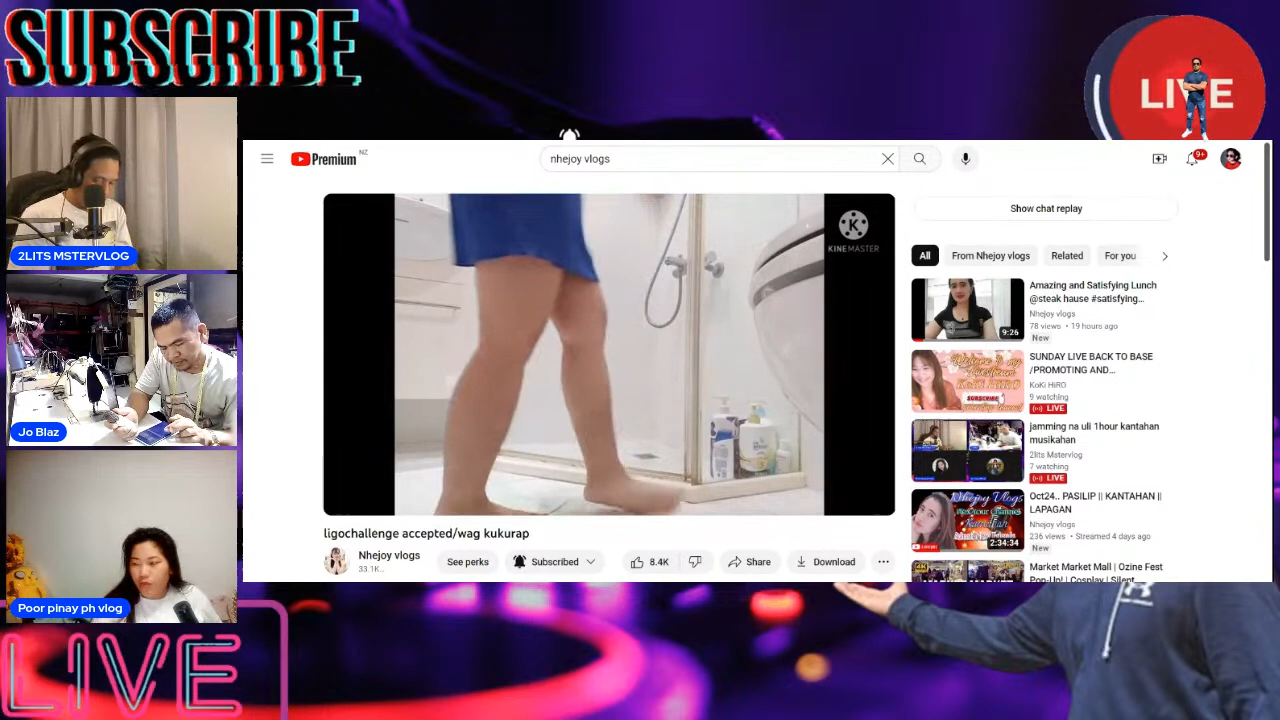 SUBSCRIBE
LIVE
2LITS MSTERVLOG
Jo Blaz
Poor pinay ph vlog
LIVE
Premium NZ
nhejoy vlogs
9+
KINEMASTER
ligochallenge accepted/wag kukurap
Nhejoy vlogs
33.1K..
See perks
Subscribed
8.4K
Share
Download
Show chat replay
All
From Nhejoy vlogs
Related
For you
9:26
Amazing and Satisfying Lunch
@steak hause #satisfying...
Nhejoy vlogs
78 views • 19 hours ago
New
SUNDAY LIVE BACK TO BASE
/PROMOTING AND...
KoKi HiRO
9 watching
LIVE
jamming na uli 1hour kantahan
musikahan
2lits Mstervlog
7 watching
LIVE
Nhejoy Vlogs
2:34:34
Oct24.. PASILIP || KANTAHAN ||
LAPAGAN
Nhejoy vlogs
236 views • Streamed 4 days ago
New
Market Market Mall | Ozine Fest
Pop-Up! | Cosplay | Silent